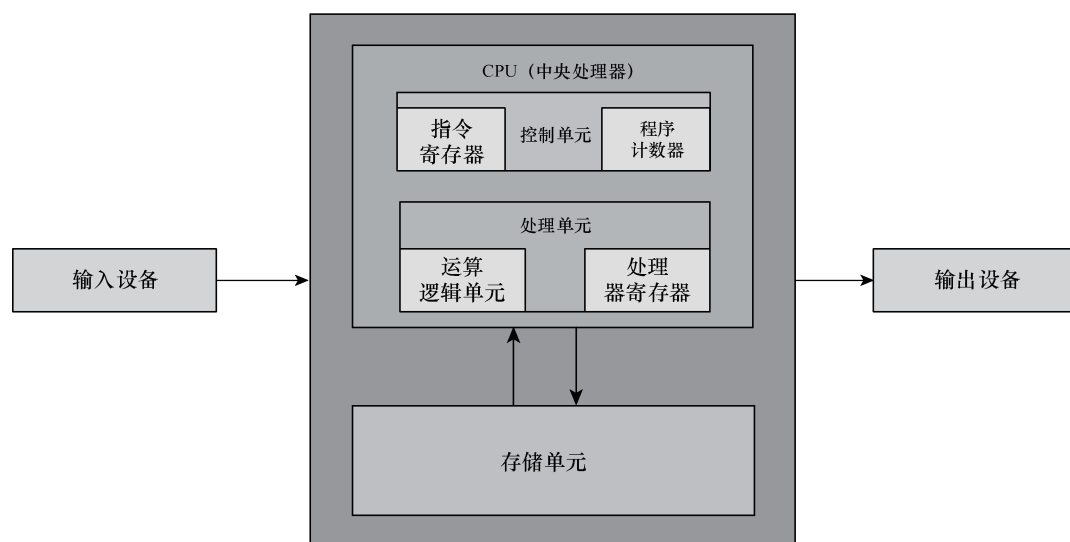 CPU（中央处理器）
指令
寄存器
控制单元
程序
计数器
处理单元
运算
逻辑单元
处理
器寄存器
输入设备
输出设备
存储单元